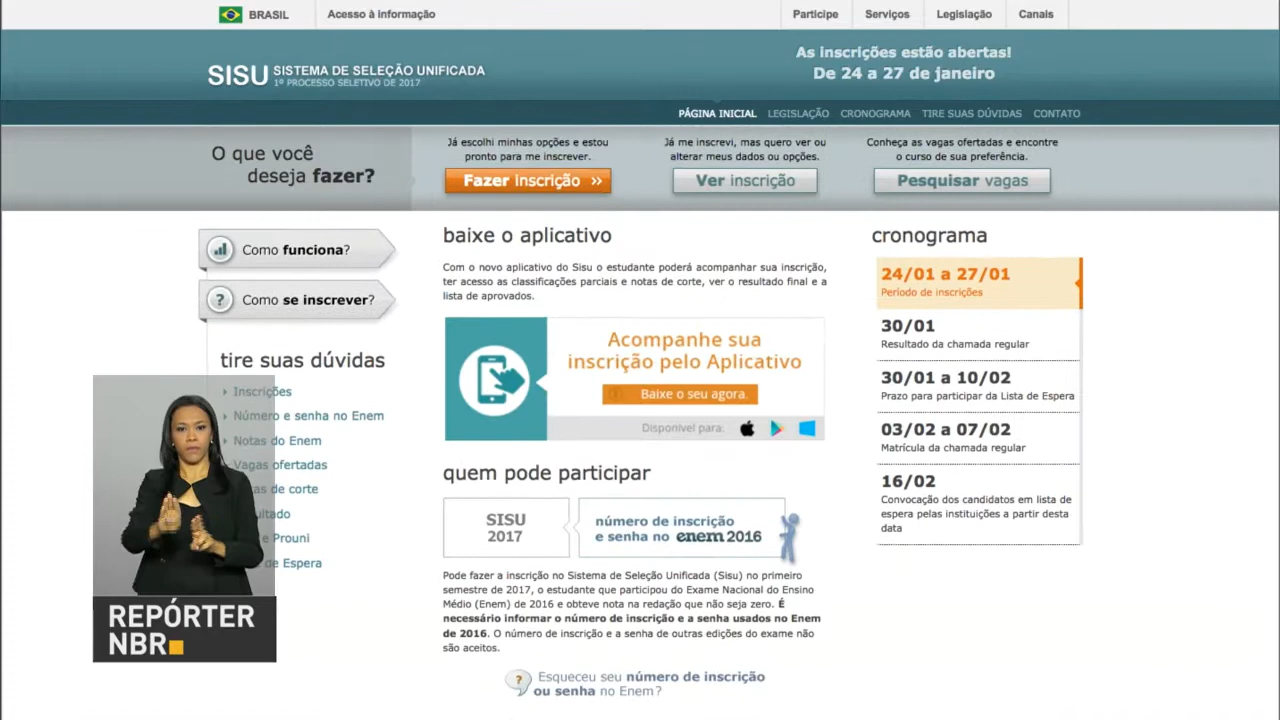 BRASIL
Acesso à informação
Participe
Serviços
Legislação
Canais
SISU SISTEMA DE SELEÇÃO UNIFICADA
1º PROCESSO SELETIVO DE 2017
As inscrições estão abertas!
De 24 a 27 de janeiro
PÁGINA INICIAL
LEGISLAÇÃO
CRONOGRAMA
TIRE SUAS DÚVIDAS
CONTATO
O que você
deseja fazer?
Já escolhi minhas opções e estou
pronto para me inscrever.
Fazer Inscrição »
Já me inscrevi, mas quero ver ou
alterar meus dados ou opções.
Ver inscrição
Conheça as vagas ofertadas e encontre
o curso de sua preferência.
Pesquisar vagas
Como funciona?
? Como se inscrever?
tire suas dúvidas
Inscrições
Número e senha no Enem
Notas do Enem
Vagas ofertadas
de corte
e Prouni
de Espera
REPÓRTER
NBR
baixe o aplicativo
Com o novo aplicativo do Sisu o estudante poderá acompanhar sua inscrição,
ter acesso as classificações parciais e notas de corte, ver o resultado final e a
lista de aprovados.
Acompanhe sua
inscrição pelo Aplicativo
Baixe o seu agora.
Disponível para:
quem pode participar
SISU
2017
número de inscrição
e senha no enem 2016
Pode fazer a inscrição no Sistema de Seleção Unificada (Sisu) no primeiro
semestre de 2017, o estudante que participou do Exame Nacional do Ensino
Médio (Enem) de 2016 e obteve nota na redação que não seja zero. É
necessário informar o número de inscrição e a senha usados no Enem
de 2016. O número de inscrição e a senha de outras edições do exame não
são aceitos.
? Esqueceu seu número de inscrição
ou senha no Enem?
cronograma
24/01 a 27/01
Período de inscrições
30/01
Resultado da chamada regular
30/01 a 10/02
Prazo para participar da Lista de Espera
03/02 a 07/02
Matrícula da chamada regular
16/02
Convocação dos candidatos em lista de
espera pelas instituições a partir desta
data